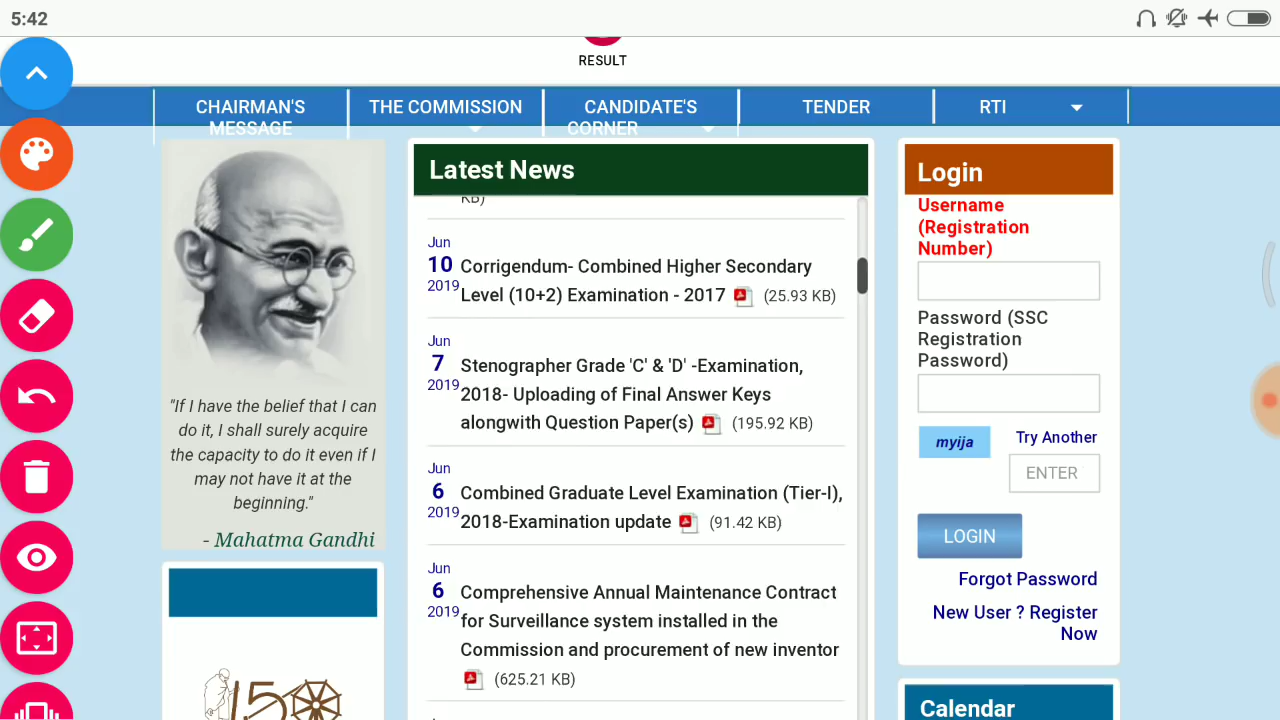 5:42
RESULT
CHAIRMAN'S
MESSAGE
THE COMMISSION
CANDIDATE'S
CORNER
TENDER
RTI
"If I have the belief that I can
do it, I shall surely acquire
the capacity to do it even if I
may not have it at the
beginning."
- Mahatma Gandhi
150
Latest News
KB)
Jun
10
2019
Corrigendum- Combined Higher Secondary
Level (10+2) Examination - 2017 (25.93 KB)
Jun
7
2019
Stenographer Grade 'C' & 'D' -Examination,
2018- Uploading of Final Answer Keys
alongwith Question Paper(s) (195.92 KB)
Jun
6
2019
Combined Graduate Level Examination (Tier-I),
2018-Examination update (91.42 KB)
Jun
6
2019
Comprehensive Annual Maintenance Contract
for Surveillance system installed in the
Commission and procurement of new inventor
(625.21 KB)
Login
Username
(Registration
Number)
Password (SSC
Registration
Password)
myija
Try Another
ENTER
LOGIN
Forgot Password
New User ? Register
Now
Calendar